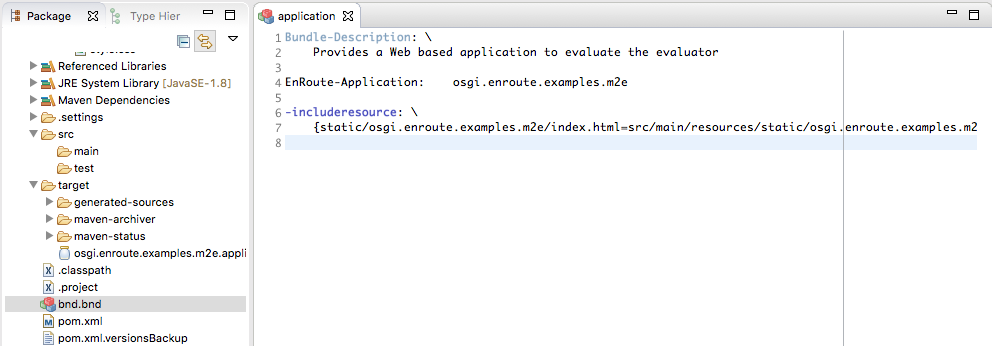 Package
Type Hier
Referenced Libraries
JRE System Library [JavaSE-1.8]
Maven Dependencies
.settings
src
main
test
target
generated-sources
maven-archiver
maven-status
osgi.enroute.examples.m2e.appli
.classpath
.project
bnd.bnd
pom.xml
pom.xml.versionsBackup
application
1 Bundle-Description: \
2 Provides a Web based application to evaluate the evaluator
3
4 EnRoute-Application: osgi.enroute.examples.m2e
5
6 -includeresource: \
7 {static/osgi.enroute.examples.m2e/index.html=src/main/resources/static/osgi.enroute.examples.m2
8